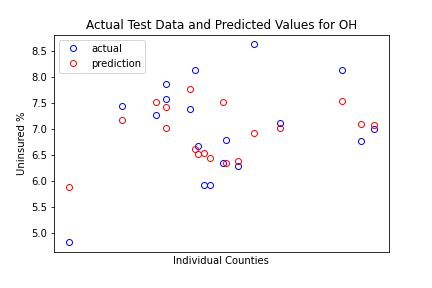 Actual Test Data and Predicted Values for OH
actual
prediction
8.5
8.0
7.5
7.0
6.5
6.0
5.5
5.0
Uninsured %
Individual Counties